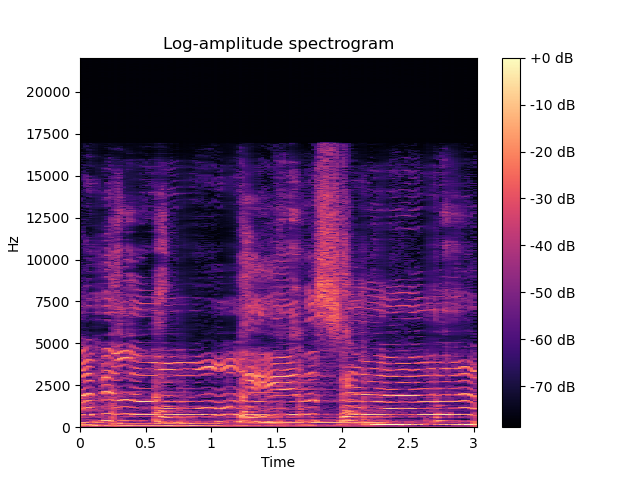 Log-amplitude spectrogram
Hz
20000
17500
15000
12500
10000
7500
5000
2500
0
0 0.5 1 1.5 2 2.5 3
Time
+0 dB
-10 dB
-20 dB
-30 dB
-40 dB
-50 dB
-60 dB
-70 dB